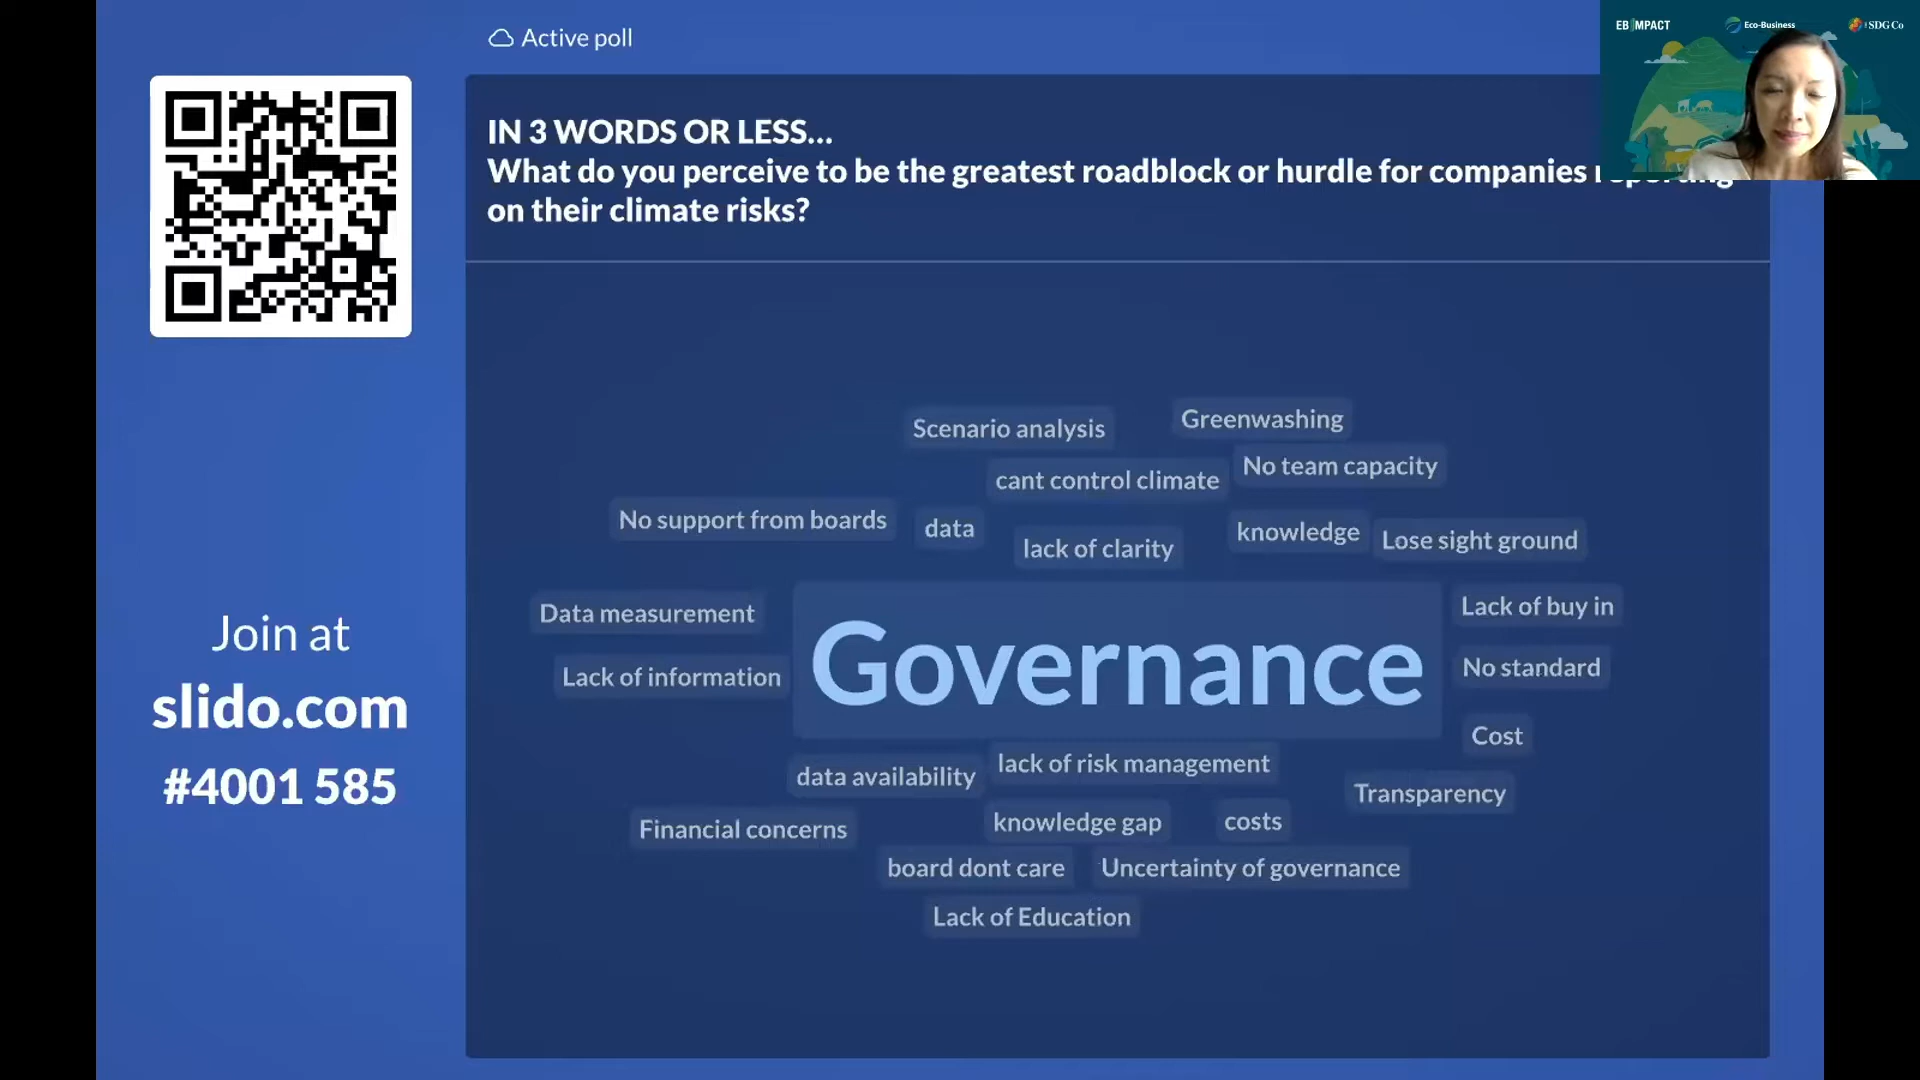 Active poll
IN 3 WORDS OR LESS...
What do you perceive to be the greatest roadblock or hurdle for companies
on their climate risks?
EB IMPACT
Eco-Business
THE SDG Co
Scenario analysis
Greenwashing
cant control climate
No team capacity
No support from boards
data
lack of clarity
knowledge
Lose sight ground
Data measurement
Lack of buy in
Lack of information
Governance
No standard
Cost
data availability
lack of risk management
Transparency
Financial concerns
knowledge gap
costs
board dont care
Uncertainty of governance
Lack of Education
Join at
slido.com
#4001 585